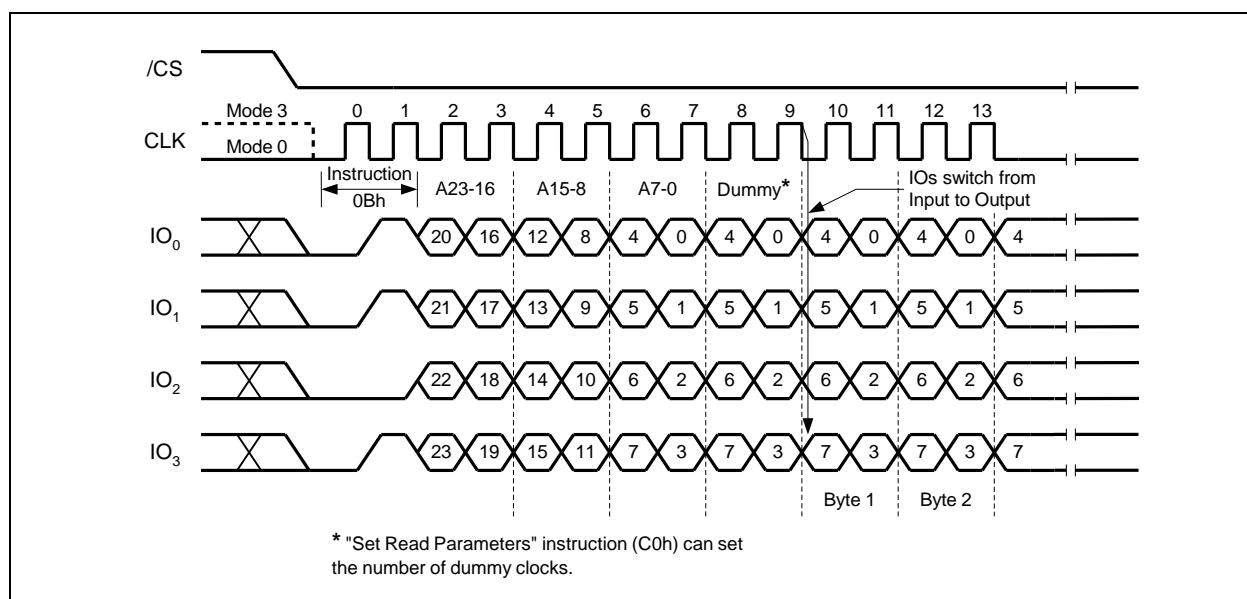 /CS
Mode 3
0 1 2 3 4 5 6 7 8 9 10 11 12 13
CLK
Mode 0
Instruction
0Bh
A23-16 A15-8 A7-0 Dummy*
IOs switch from
Input to Output
IO0 20 16 12 8 4 0 4 0 4 0 4 0 4
IO1 21 17 13 9 5 1 5 1 5 1 5 1 5
IO2 22 18 14 10 6 2 6 2 6 2 6 2 6
IO3 23 19 15 11 7 3 7 3 7 3 7 3 7
Byte 1 Byte 2
* "Set Read Parameters" instruction (C0h) can set
the number of dummy clocks.